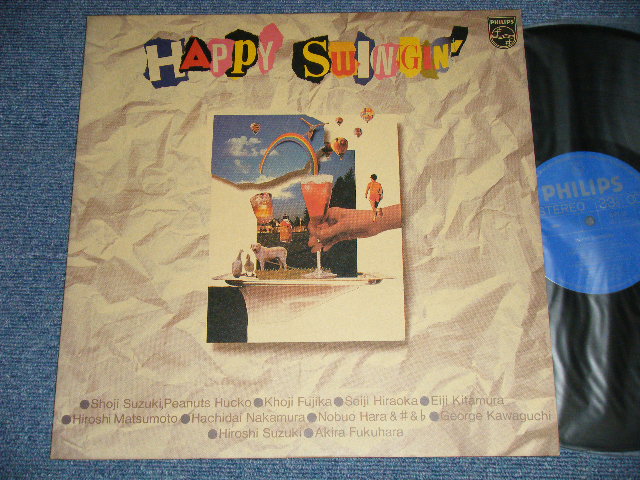 HAPPY SWINGIN'
PHILIPS
●Shoji Suzuki,Peanuts Hucko●Khoji Fujika●Seiji Hiraoka●Eiji Kitamura
●Hiroshi Matsumoto●Hachidai Nakamura●Nobuo Hara&♯&♭●George Kawaguchi
●Hiroshi Suzuki●Akira Fukuhara
PHILIPS
STEREO